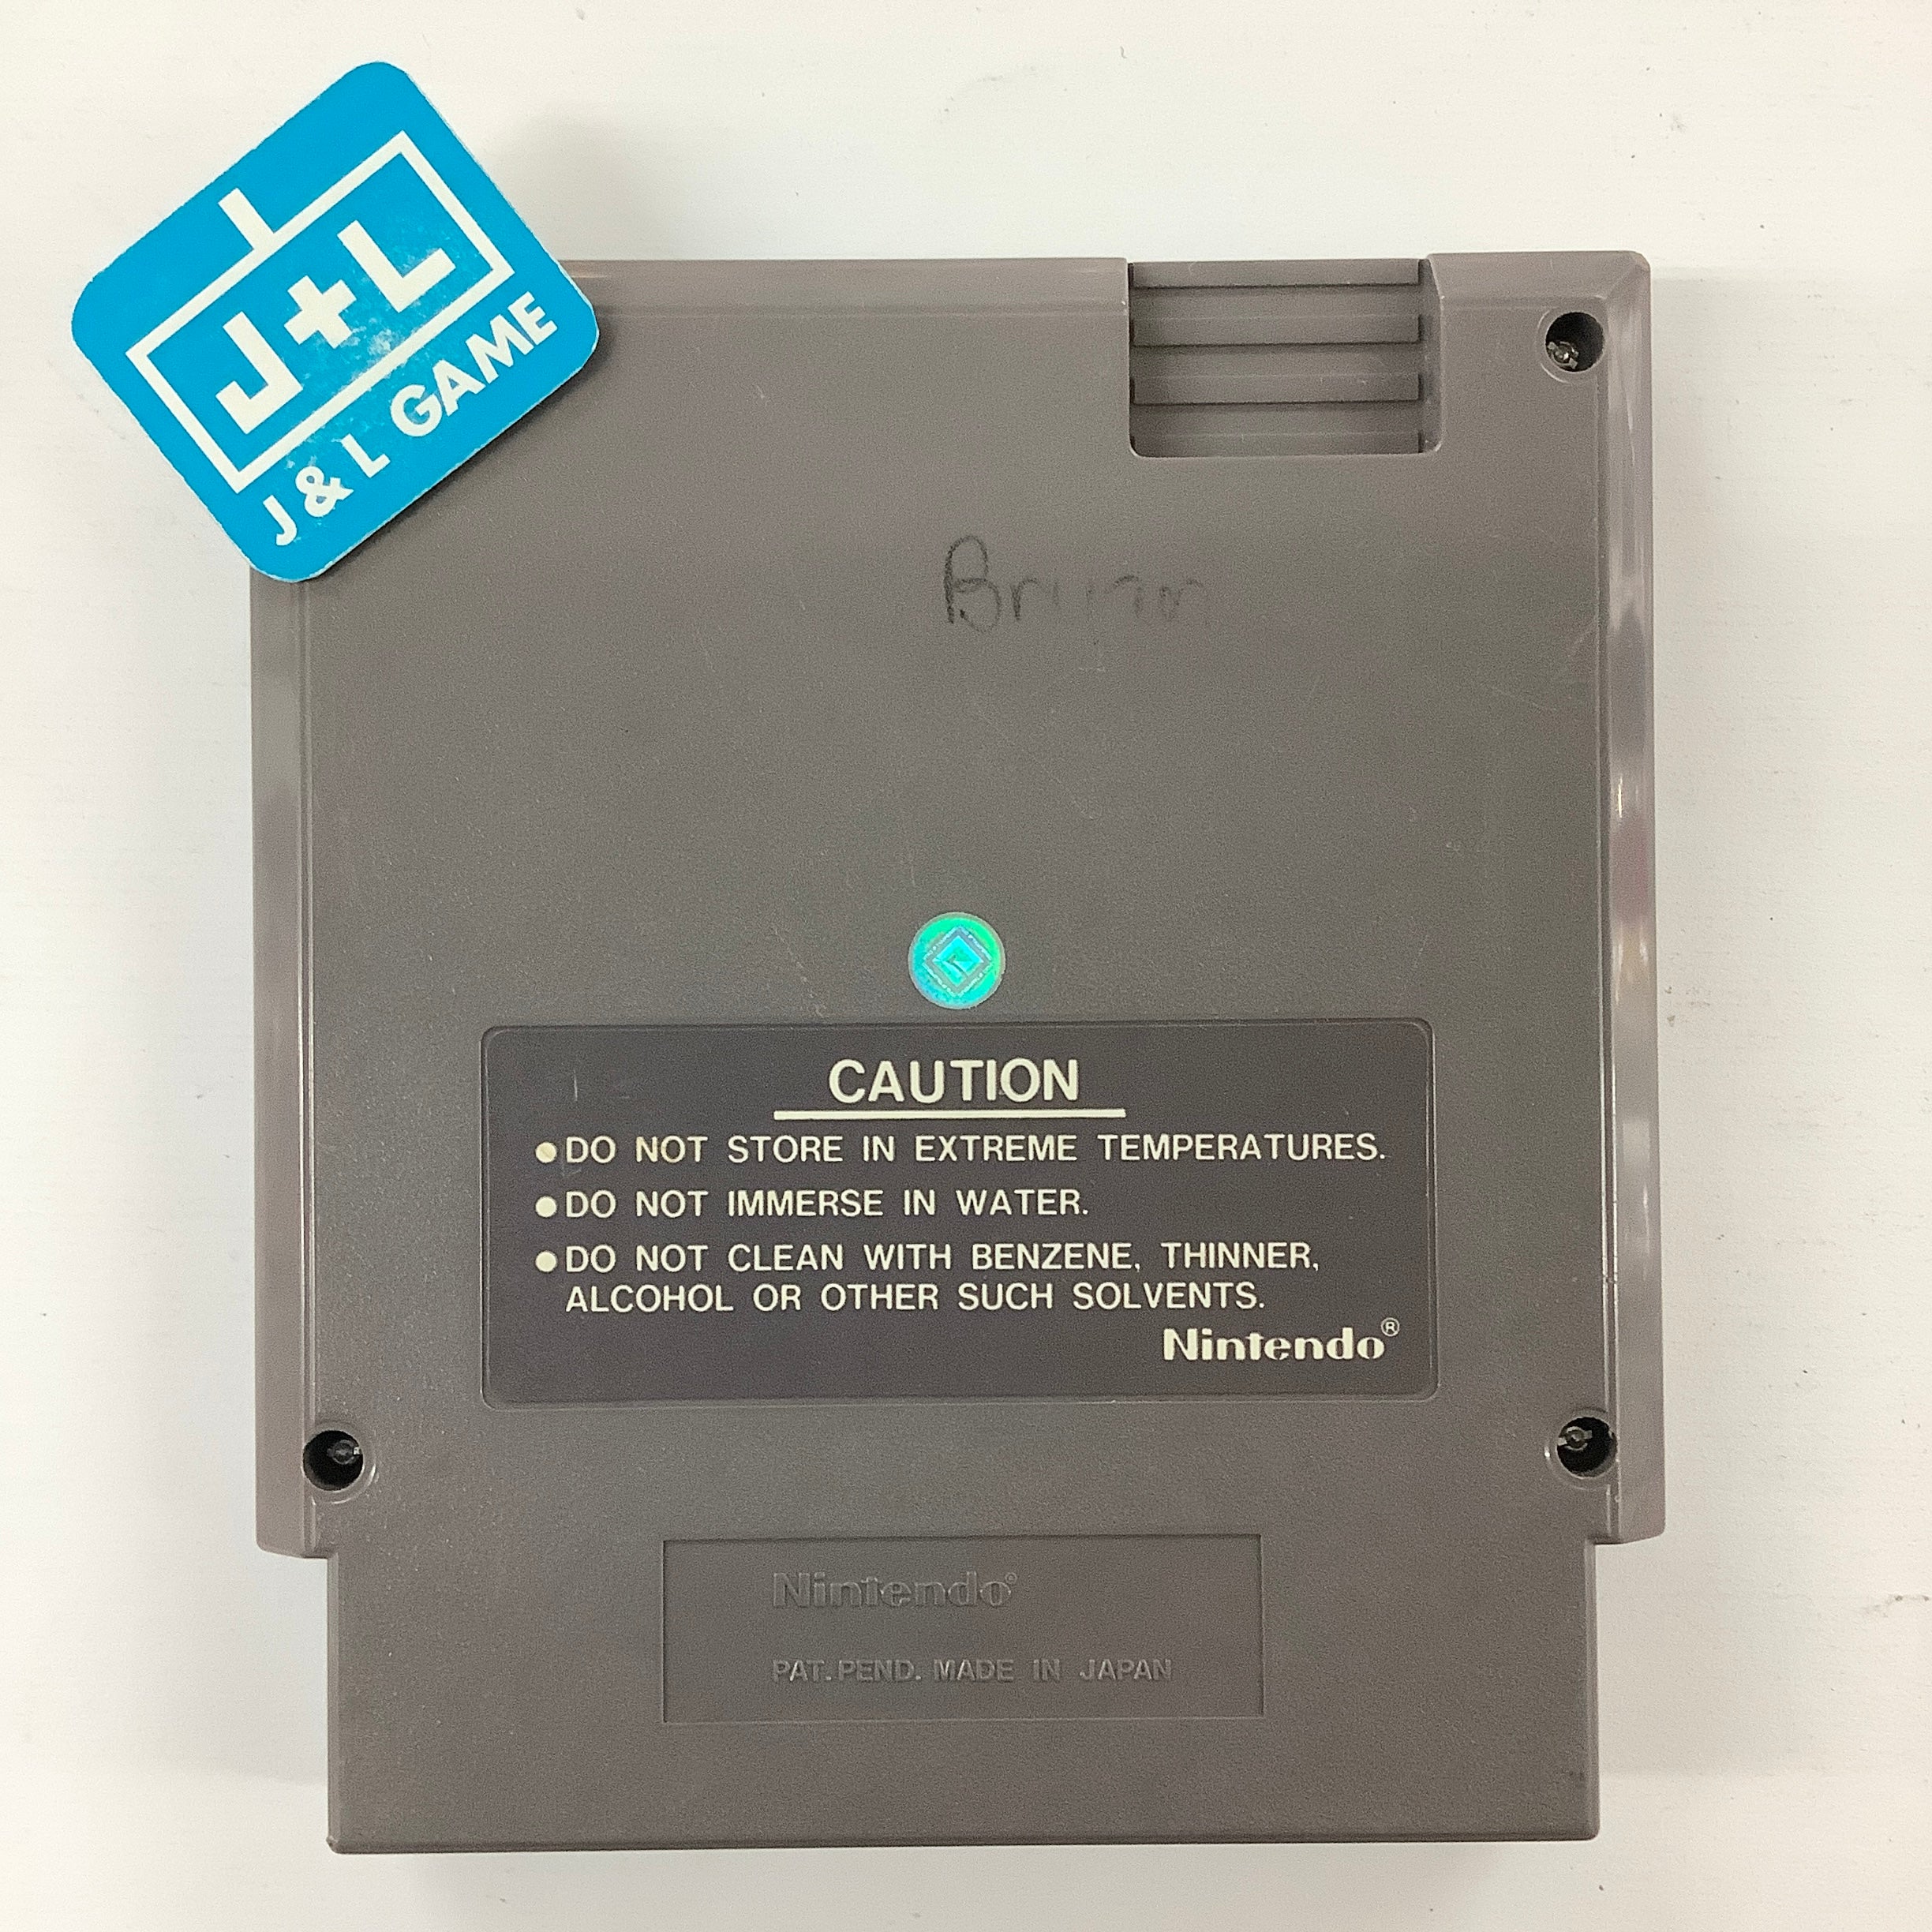 J+L
J & L GAME
CAUTION
●DO NOT STORE IN EXTREME TEMPERATURES.
●DO NOT IMMERSE IN WATER.
●DO NOT CLEAN WITH BENZENE, THINNER,
ALCOHOL OR OTHER SUCH SOLVENTS.
Nintendo®
Nintendo®
PAT. PEND. MADE IN JAPAN